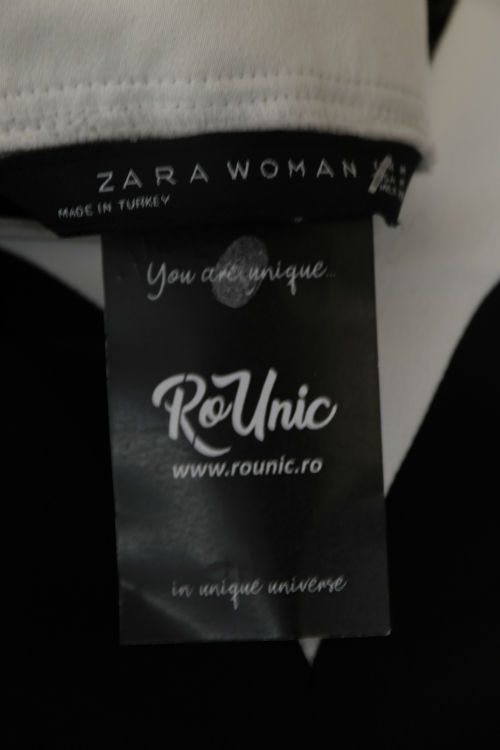 ZARA WOMAN
MADE IN TURKEY
You are unique...
RoUnic
www.rounic.ro
in unique universe